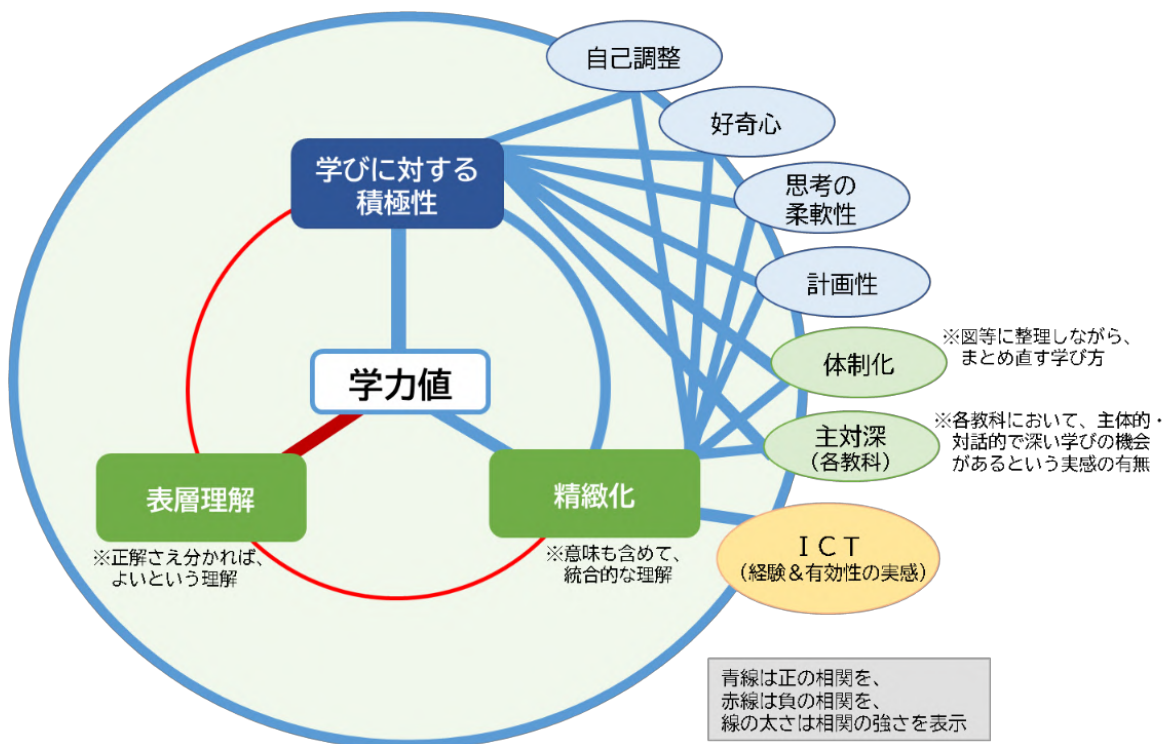 自己調整
好奇心
思考の
柔軟性
計画性
体制化
※図等に整理しながら、
まとめ直す学び方
主対深
(各教科)
※各教科において、主体的・
対話的で深い学びの機会
があるという実感の有無
ＩＣＴ
(経験＆有効性の実感)
学びに対する
積極性
学力値
表層理解
※正解さえ分かれば、
よいという理解
精緻化
※意味も含めて、
統合的な理解
青線は正の相関を、
赤線は負の相関を、
線の太さは相関の強さを表示